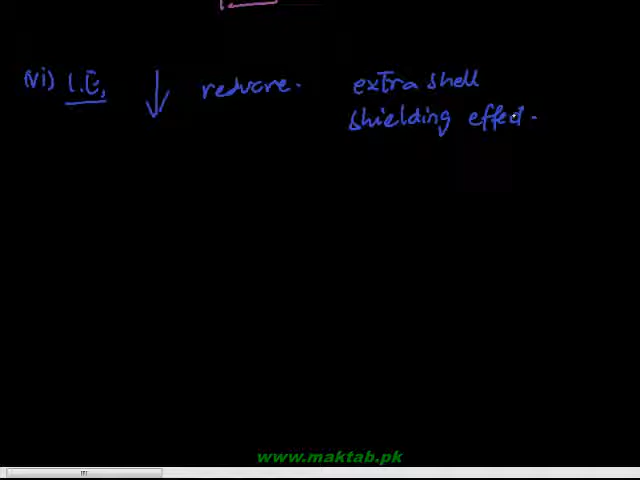 (vi) I.E, ↓ reduce. extra shell
shielding effect.
www.maktab.pk